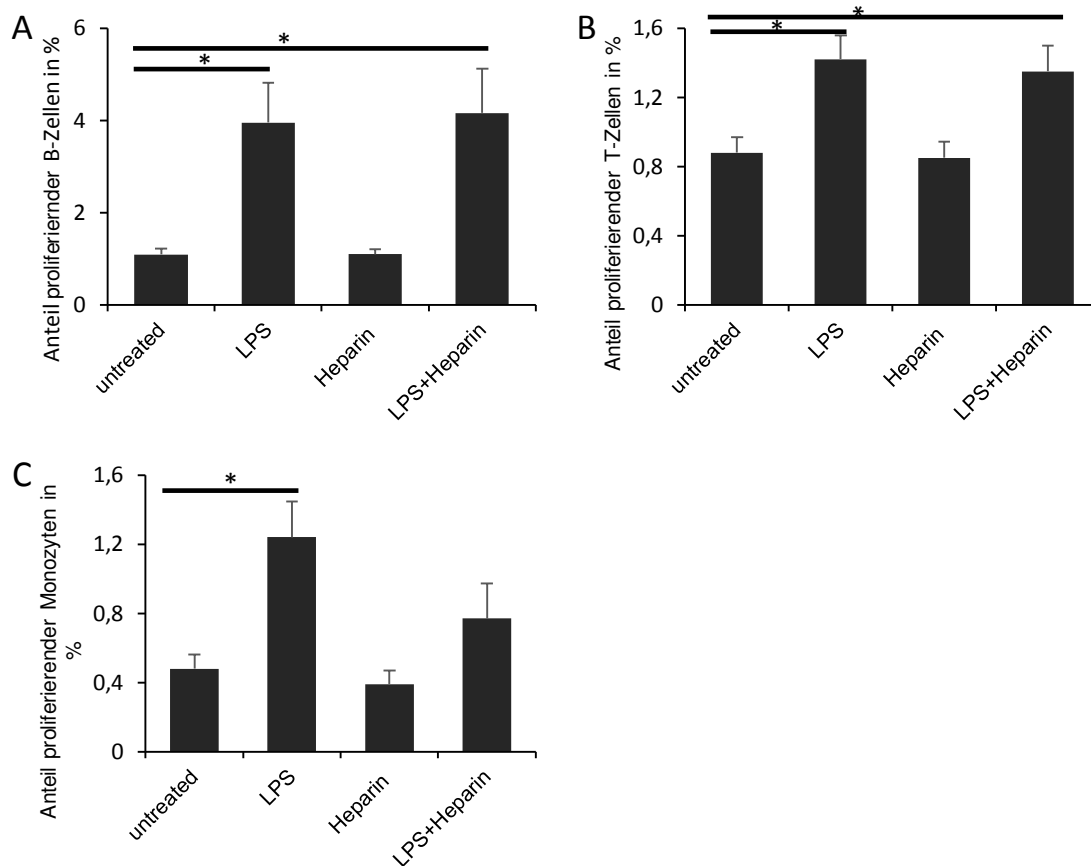 A
Anteil proliferiernder B-Zellen in %
6
4
2
0
*
*
untreated
LPS
Heparin
LPS+Heparin
B
Anteil proliferierender T-Zellen in %
1,6
1,2
0,8
0,4
0
*
*
untreated
LPS
Heparin
LPS+Heparin
C
Anteil proliferierender Monozyten in
%
1,6
1,2
0,8
0,4
0
*
untreated
LPS
Heparin
LPS+Heparin